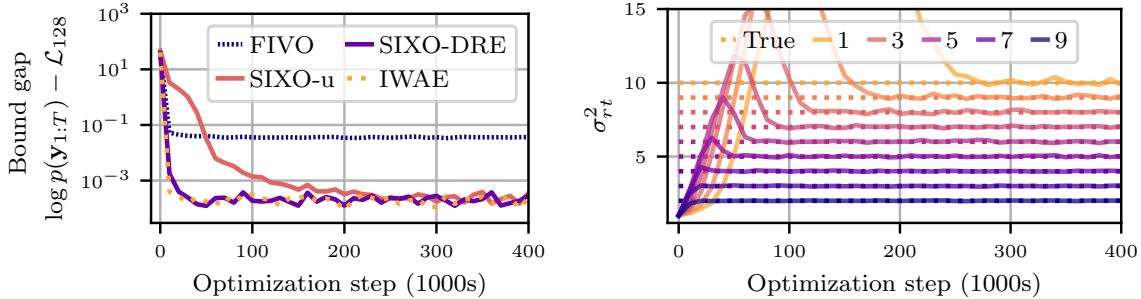 Bound gap
log p(y₁:T) − ℒ₁₂₈
10³
10¹
10⁻¹
10⁻³
FIVO
SIXO-u
SIXO-DRE
IWAE
0
100
200
300
400
Optimization step (1000s)
σ²ᵣₜ
15
10
5
True
1
3
5
7
9
0
100
200
300
400
Optimization step (1000s)